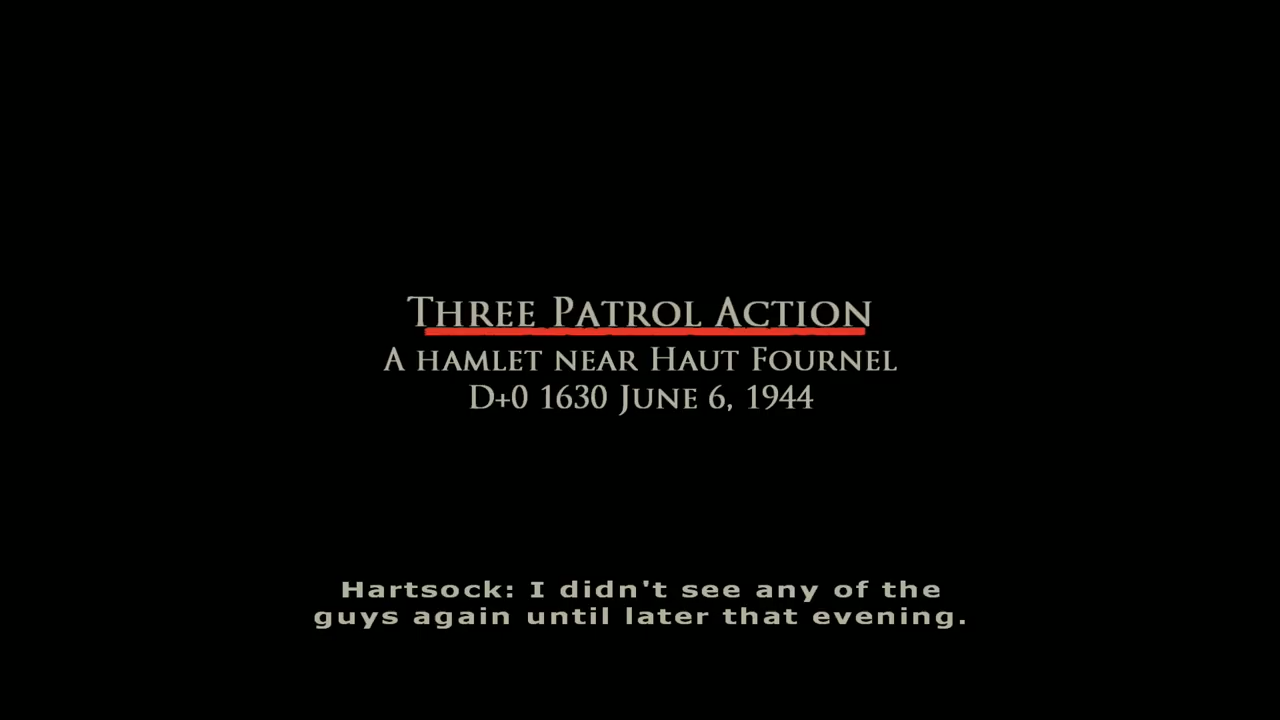 Three Patrol Action
A hamlet near Haut Fournel
D+0 1630 June 6, 1944
Hartsock: I didn't see any of the
guys again until later that evening.